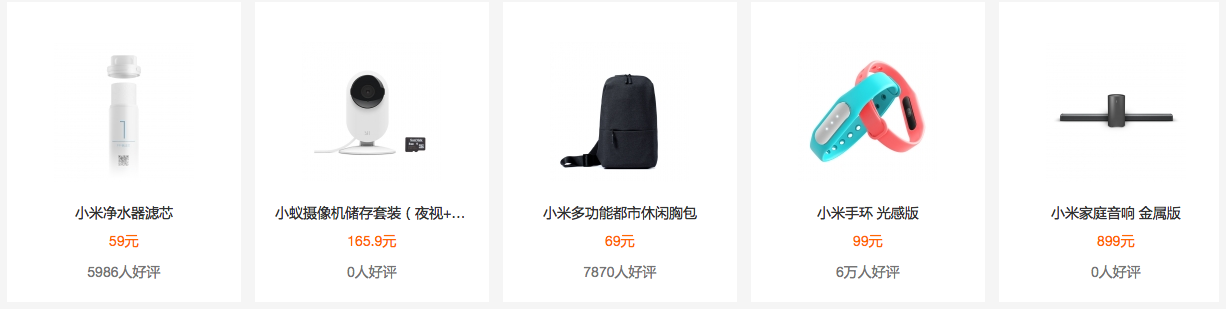 小米净水器滤芯
59元
5986人好评
小蚁摄像机储存套装 ( 夜视+...
165.9元
0人好评
小米多功能都市休闲胸包
69元
7870人好评
小米手环 光感版
99元
6万人好评
小米家庭音响 金属版
899元
0人好评
1